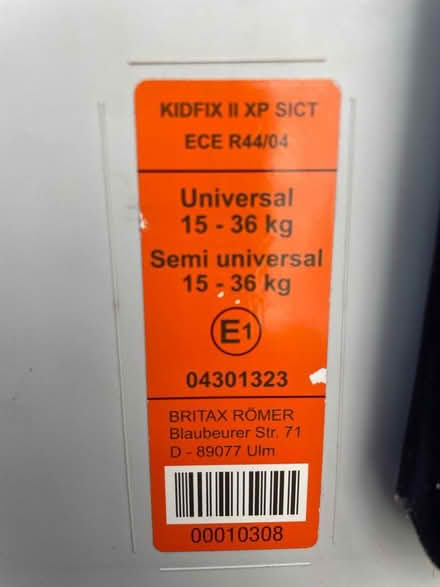 KIDFIX II XP SICT
ECE R44/04
Universal
15 - 36 kg
Semi universal
15 - 36 kg
E1
04301323
BRITAX RÖMER
Blaubeurer Str. 71
D - 89077 Ulm
00010308